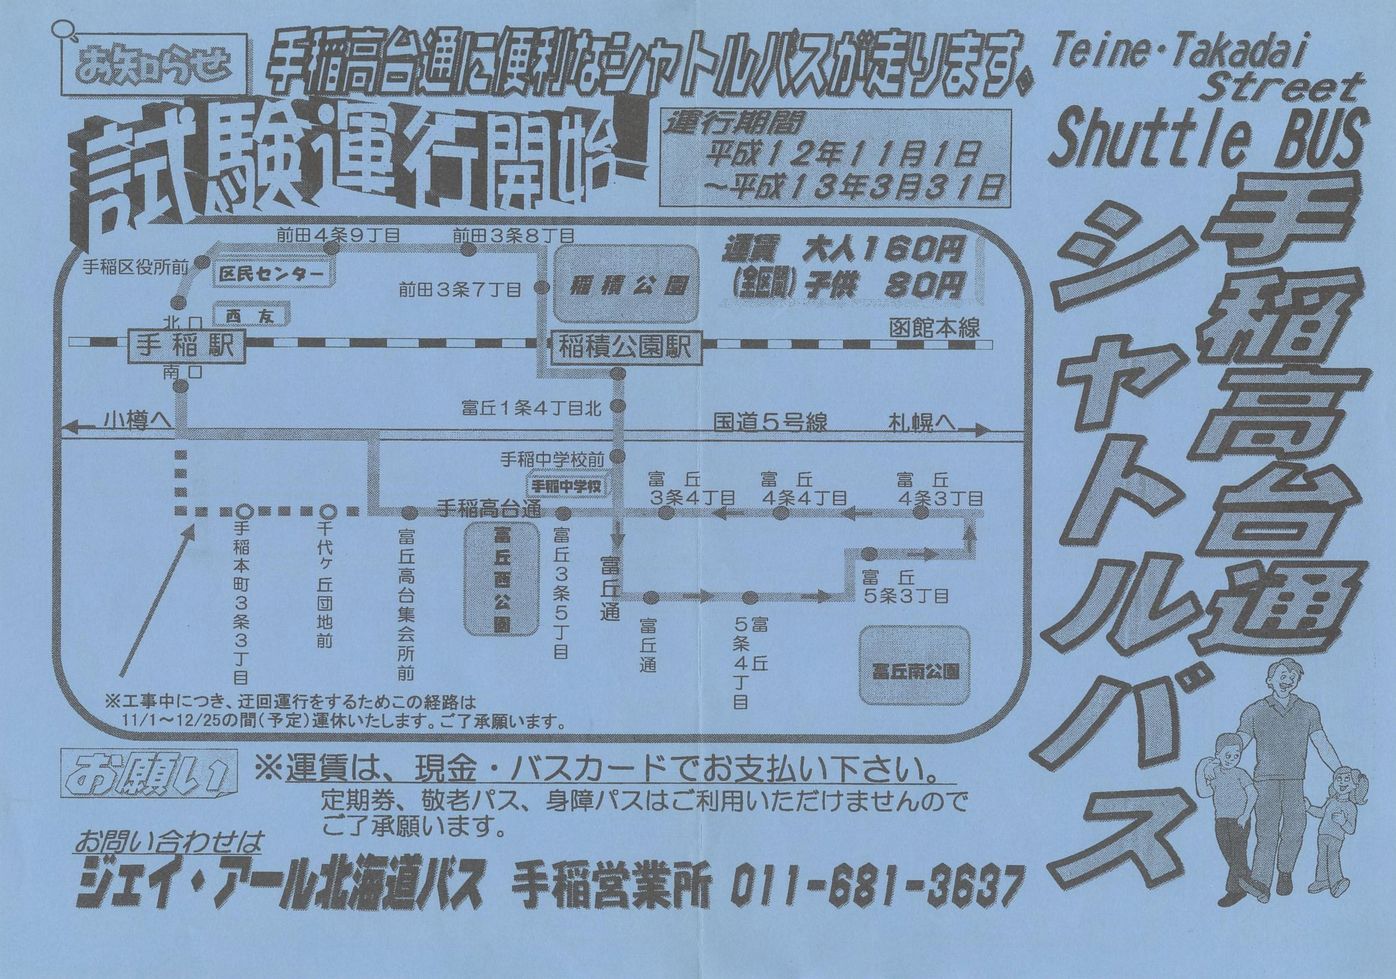 お知らせ
手稲高台通に便利なシャトルバスが走ります。
試験運行開始
運行期間
平成12年11月1日
～平成13年3月31日
Teine・Takadai
Street
Shuttle BUS
手稲高台通
シャトルバス
運賃 大人160円
(全区間)子供 80円
前田4条9丁目
前田3条8丁目
手稲区役所前
区民センター
前田3条7丁目
稲積公園
西友
北口
手稲駅
南口
稲積公園駅
函館本線
富丘1条4丁目北
小樽へ
国道5号線
札幌へ
手稲中学校前
手稲中学校
富丘
3条4丁目
富丘
4条4丁目
富丘
4条3丁目
手稲高台通
手稲本町3条3丁目
千代ヶ丘団地前
富丘高台集会所前
富丘西公園
富丘3条5丁目
富丘通
富丘
5条3丁目
富丘通
富丘
5条4丁目
富丘南公園
※工事中につき、迂回運行をするためこの経路は
11/1～12/25の間(予定)運休いたします。ご了承願います。
お願い
※運賃は、現金・バスカードでお支払い下さい。
定期券、敬老パス、身障パスはご利用いただけませんので
ご了承願います。
お問い合わせは
ジェイ・アール北海道バス 手稲営業所 011-681-3637